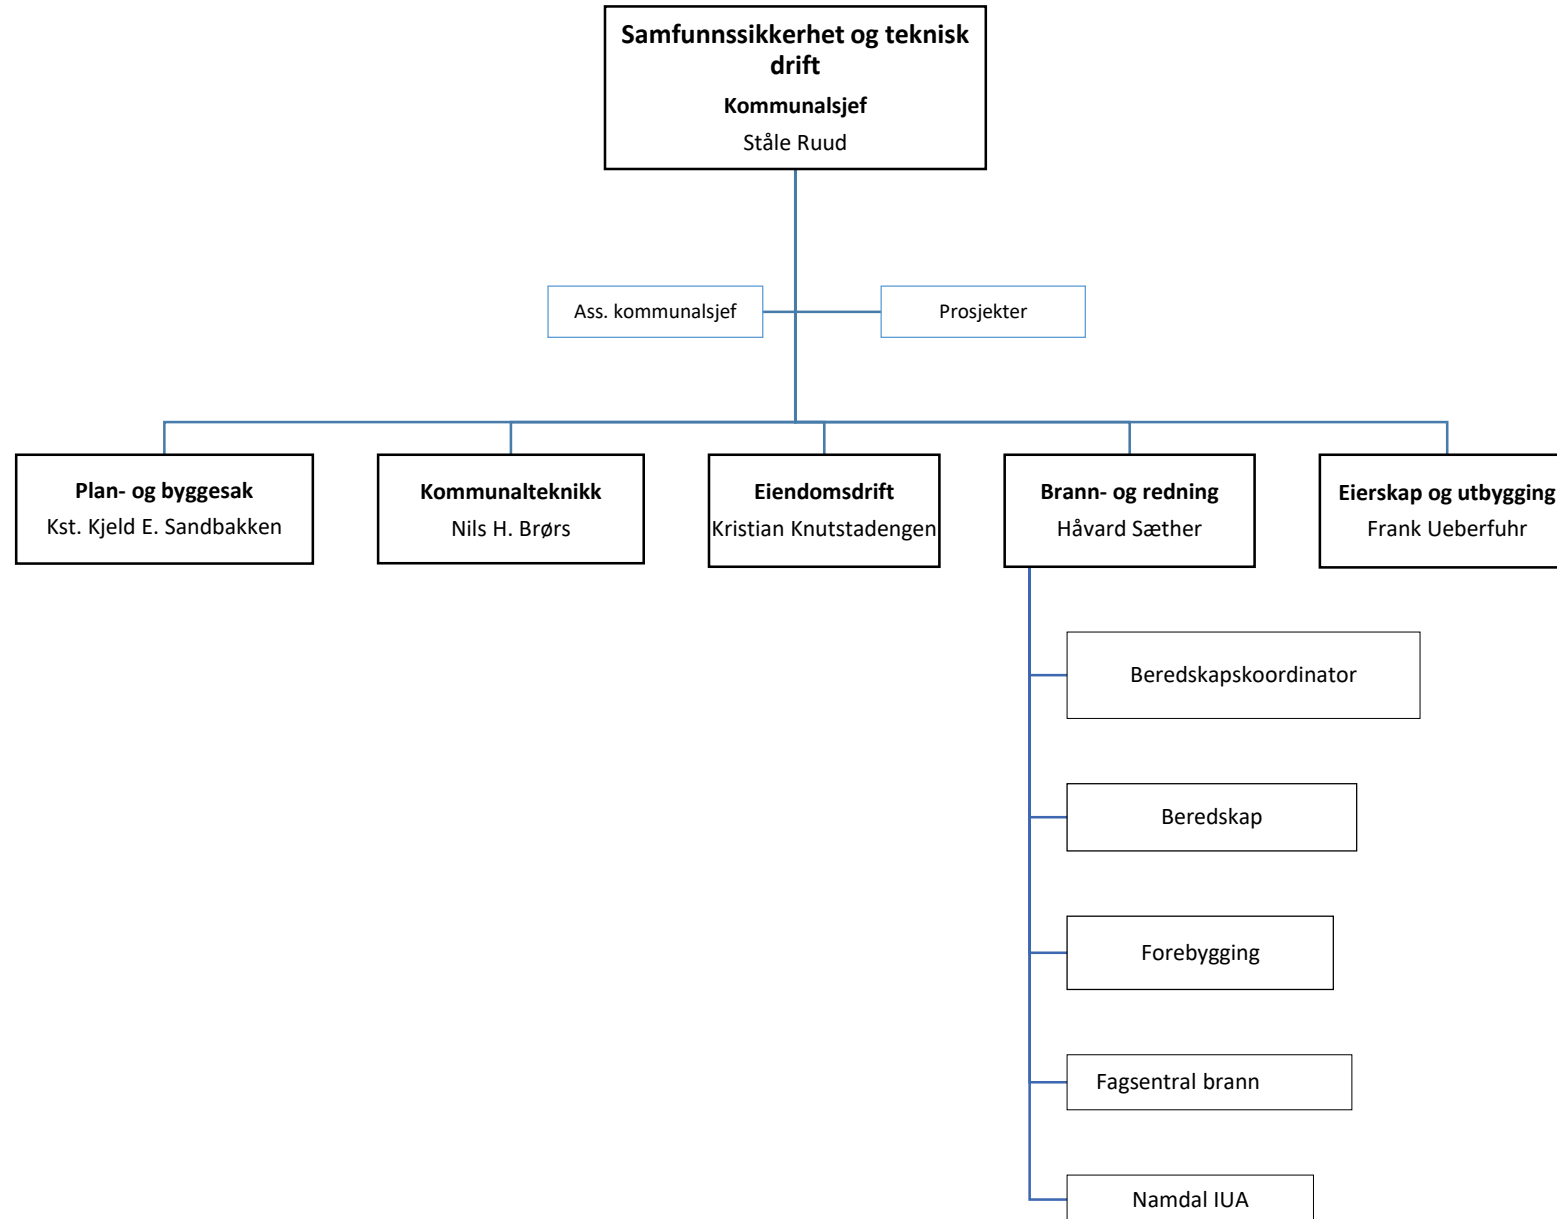 Samfunnssikkerhet og teknisk
drift
Kommunalsjef
Ståle Ruud
Ass. kommunalsjef
Prosjekter
Plan- og byggesak
Kst. Kjeld E. Sandbakken
Kommunalteknikk
Nils H. Brørs
Eiendomsdrift
Kristian Knutstadengen
Brann- og redning
Håvard Sæther
Eierskap og utbygging
Frank Ueberfuhr
Beredskapskoordinator
Beredskap
Forebygging
Fagsentral brann
Namdal IUA